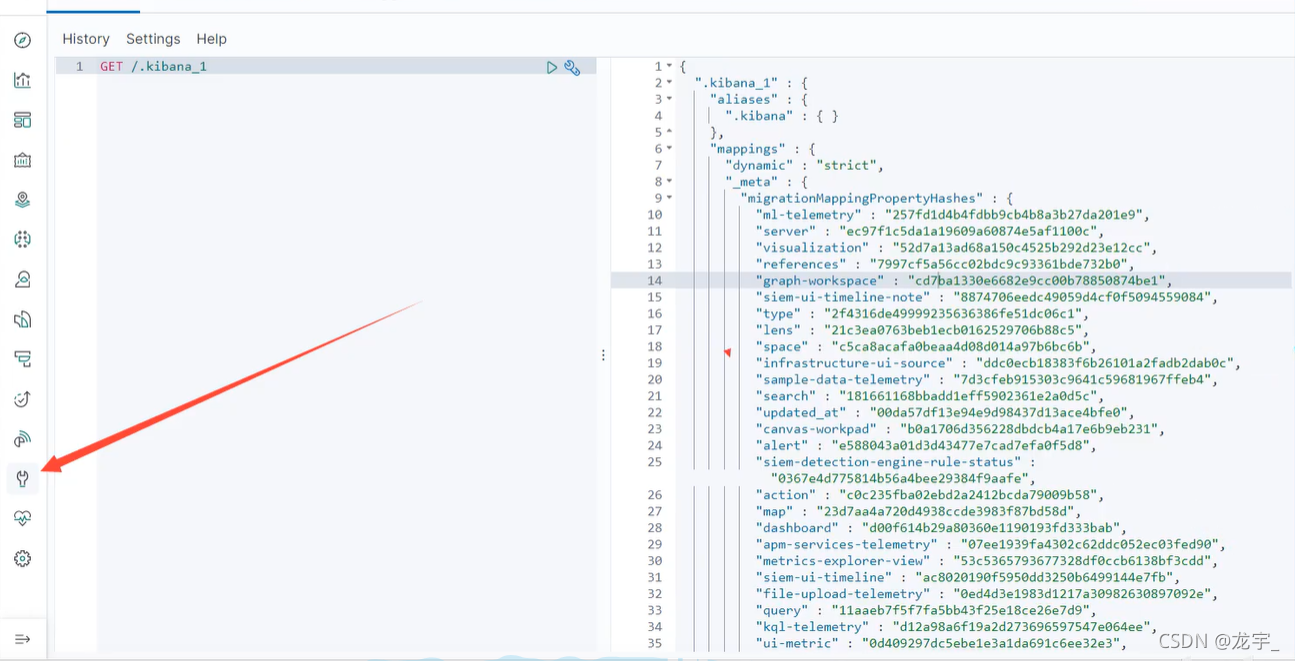 History Settings Help
1 GET /.kibana_1
1 {
2 ".kibana_1" : {
3 "aliases" : {
4 ".kibana" : { }
5 },
6 "mappings" : {
7 "dynamic" : "strict",
8 "_meta" : {
9 "migrationMappingPropertyHashes" : {
10 "ml-telemetry" : "257fd1d4b4fdbb9cb4b8a3b27da201e9",
11 "server" : "ec97f1c5da1a19609a60874e5af1100c",
12 "visualization" : "52d7a13ad68a150c4525b292d23e12cc",
13 "references" : "7997cf5a56cc02bdc9c93361bde732b0",
14 "graph-workspace" : "cd7ba1330e6682e9cc00b78850874be1",
15 "siem-ui-timeline-note" : "8874706eedc49059d4cf0f5094559084",
16 "type" : "2f4316de49999235636386fe51dc06c1",
17 "lens" : "21c3ea0763beb1ecb0162529706b88c5",
18 "space" : "c5ca8acafa0beaa4d08d014a97b6bc6b",
19 "infrastructure-ui-source" : "ddc0ecb18383f6b26101a2fadb2dab0c",
20 "sample-data-telemetry" : "7d3cfeb915303c9641c59681967ffeb4",
21 "search" : "181661168bbadd1eff5902361e2a0d5c",
22 "updated_at" : "00da57df13e94e9d98437d13ace4bfe0",
23 "canvas-workpad" : "b0a1706d356228dbdcb4a17e6b9eb231",
24 "alert" : "e588043a01d3d43477e7cad7efa0f5d8",
25 "siem-detection-engine-rule-status" :
"0367e4d775814b56a4bee29384f9aafe",
26 "action" : "c0c235fba02ebd2a2412bcda79009b58",
27 "map" : "23d7aa4a720d4938ccde3983f87bd58d",
28 "dashboard" : "d00f614b29a80360e1190193fd333bab",
29 "apm-services-telemetry" : "07ee1939fa4302c62ddc052ec03fed90",
30 "metrics-explorer-view" : "53c5365793677328df0ccb6138bf3cdd",
31 "siem-ui-timeline" : "ac8020190f5950dd3250b6499144e7fb",
32 "file-upload-telemetry" : "0ed4d3e1983d1217a30982630897092e",
33 "query" : "11aaeb7f5f7fa5bb43f25e18ce26e7d9",
34 "kql-telemetry" : "d12a98a6f19a2d273696597547e064ee",
35 "ui-metric" : "0d409297dc5ebe1e3a1da691c6ee32e3",
CSDN @龙宇_